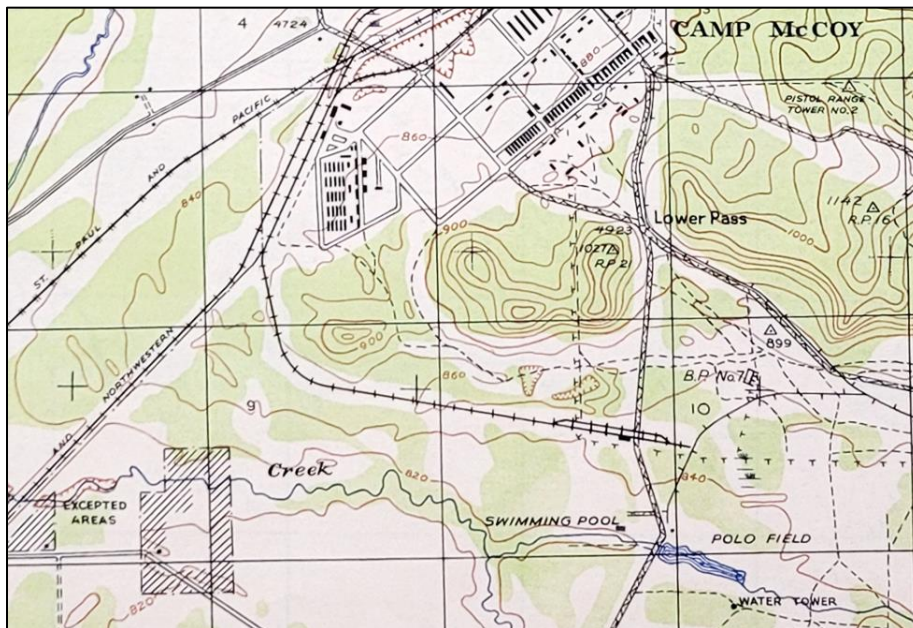 CAMP McCOY
4
4724
880
PISTOL RANGE
TOWER NO. 2
ST. PAUL AND PACIFIC
860
840
1142
R.P. 16
900
4923
Lower Pass
1027
R.P. 2
1000
900
899
AND NORTHWESTERN
860
B.P. No. 7
9
10
Creek
820
840
EXCEPTED
AREAS
SWIMMING POOL
POLO FIELD
820
WATER TOWER